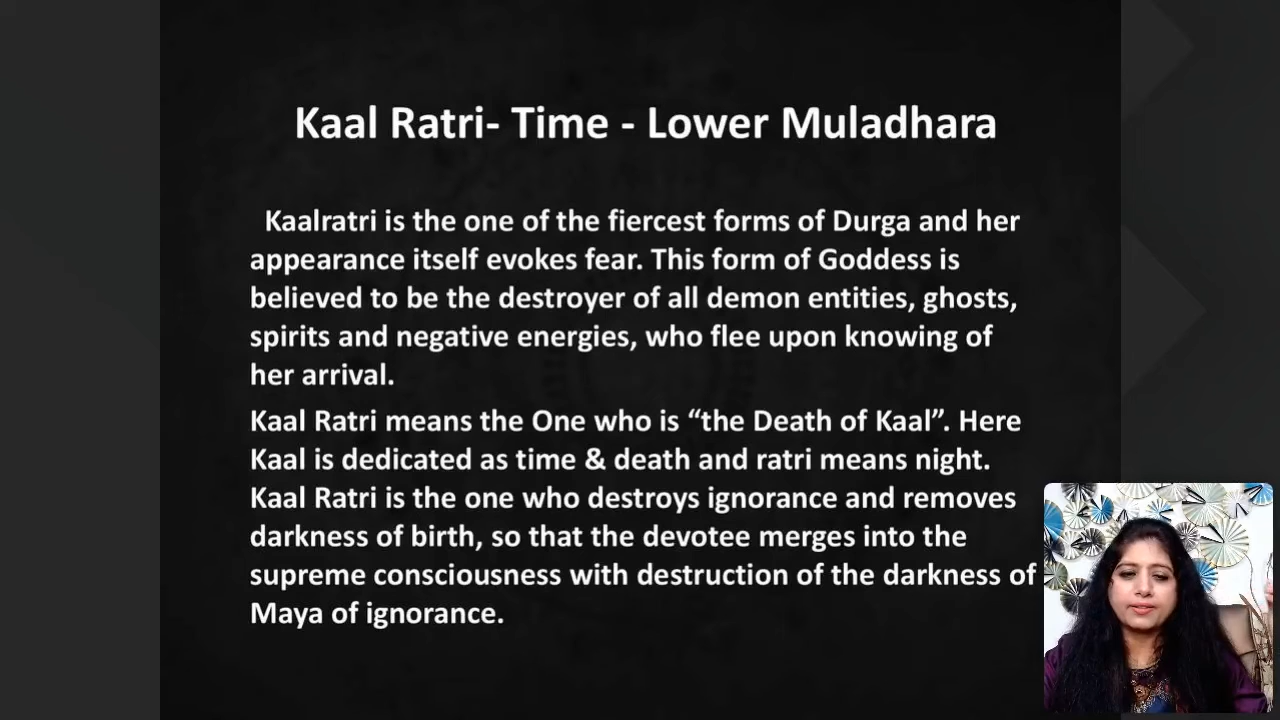 Kaal Ratri- Time - Lower Muladhara
Kaalratri is the one of the fiercest forms of Durga and her
appearance itself evokes fear. This form of Goddess is
believed to be the destroyer of all demon entities, ghosts,
spirits and negative energies, who flee upon knowing of
her arrival.
Kaal Ratri means the One who is “the Death of Kaal”. Here
Kaal is dedicated as time & death and ratri means night.
Kaal Ratri is the one who destroys ignorance and removes
darkness of birth, so that the devotee merges into the
supreme consciousness with destruction of the darkness of
Maya of ignorance.